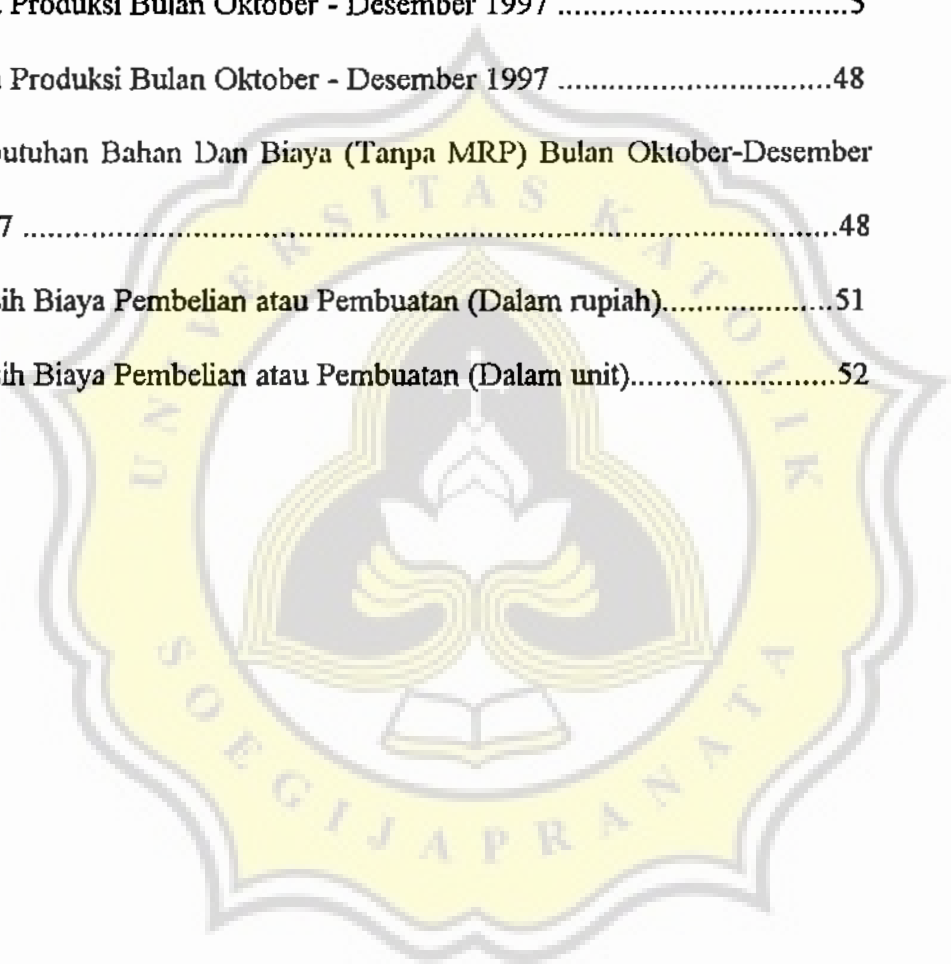 Produksi Bulan Oktober - Desember 1997 ................................5
Produksi Bulan Oktober - Desember 1997 ..............................48
utuhan Bahan Dan Biaya (Tanpa MRP) Bulan Oktober-Desember
7 ..........................................................................................48
ih Biaya Pembelian atau Pembuatan (Dalam rupiah)...................51
ih Biaya Pembelian atau Pembuatan (Dalam unit).......................52
UNIVERSITAS KATOLIK
SOEGIJAPRANATA